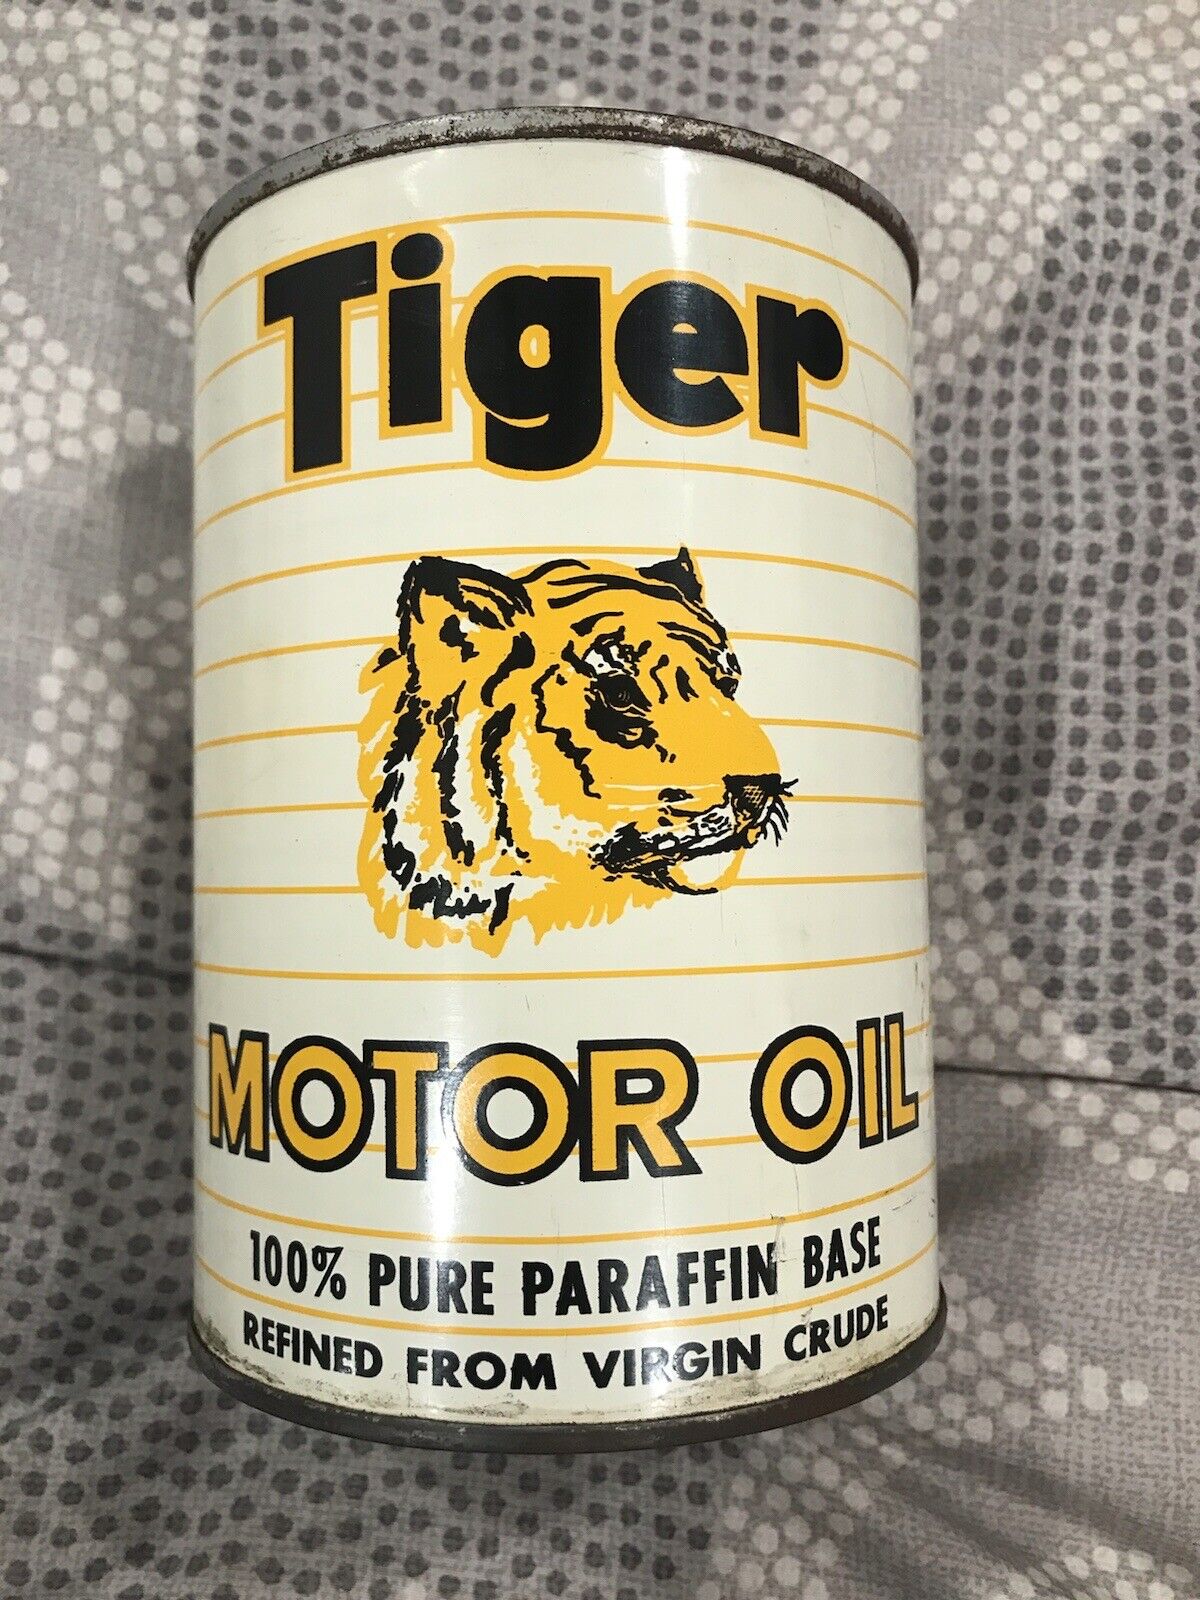 Tiger
MOTOR OIL
100% PURE PARAFFIN BASE
REFINED FROM VIRGIN CRUDE